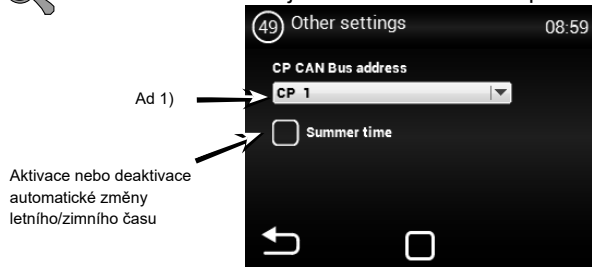 49 Other settings 08:59
CP CAN Bus address
CP 1
Ad 1)
Summer time
Aktivace nebo deaktivace
automatické změny
letního/zimního času